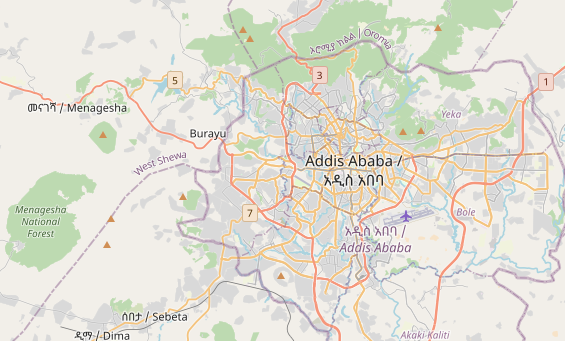 አሮሚያ ክልል / Oromia
3
1
5
መናገሻ / Menagesha
Yeka
Burayu
West Shewa
Addis Ababa /
አዲስ አበባ
Menagesha
National
Forest
7
Bole
አዲስ አበባ /
Addis Ababa
ሰበታ / Sebeta
ዲማ / Dima
Akaki-Kaliti